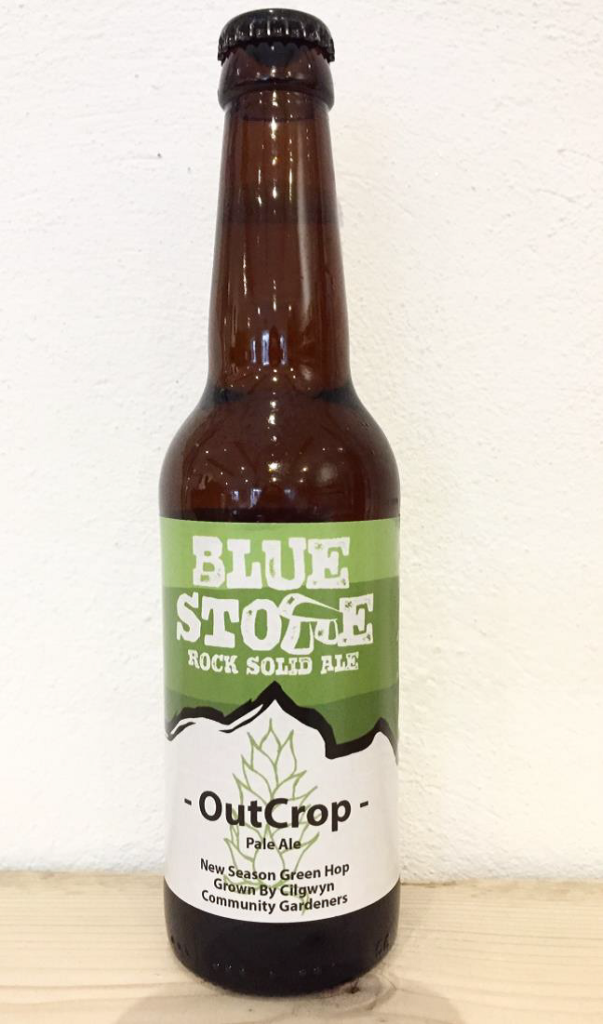 BLUE
STONE
ROCK SOLID ALE
- OutCrop -
Pale Ale
New Season Green Hop
Grown By Cilgwyn
Community Gardeners